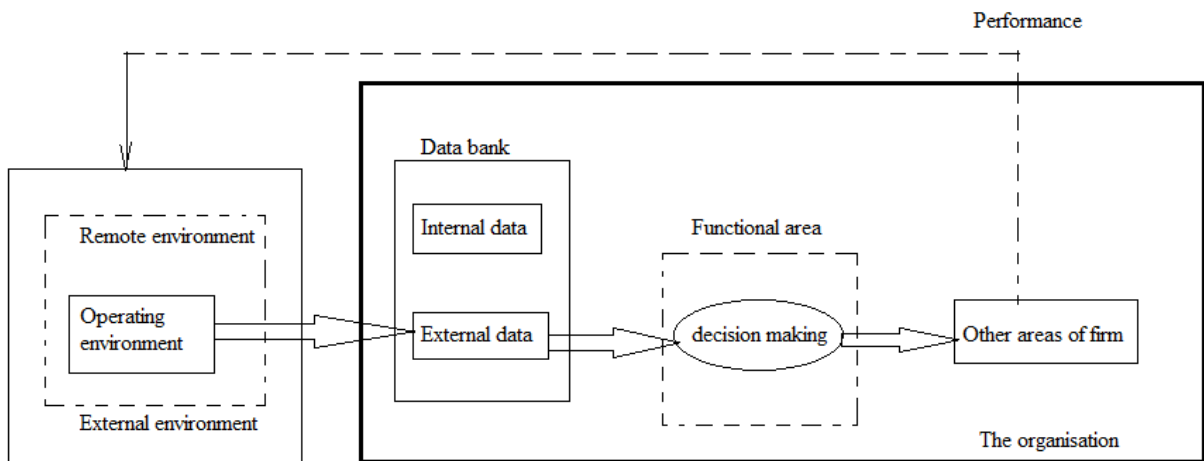 Performance
Data bank
Internal data
Remote environment
Functional area
Operating
environment
External data
decision making
Other areas of firm
External environment
The organisation